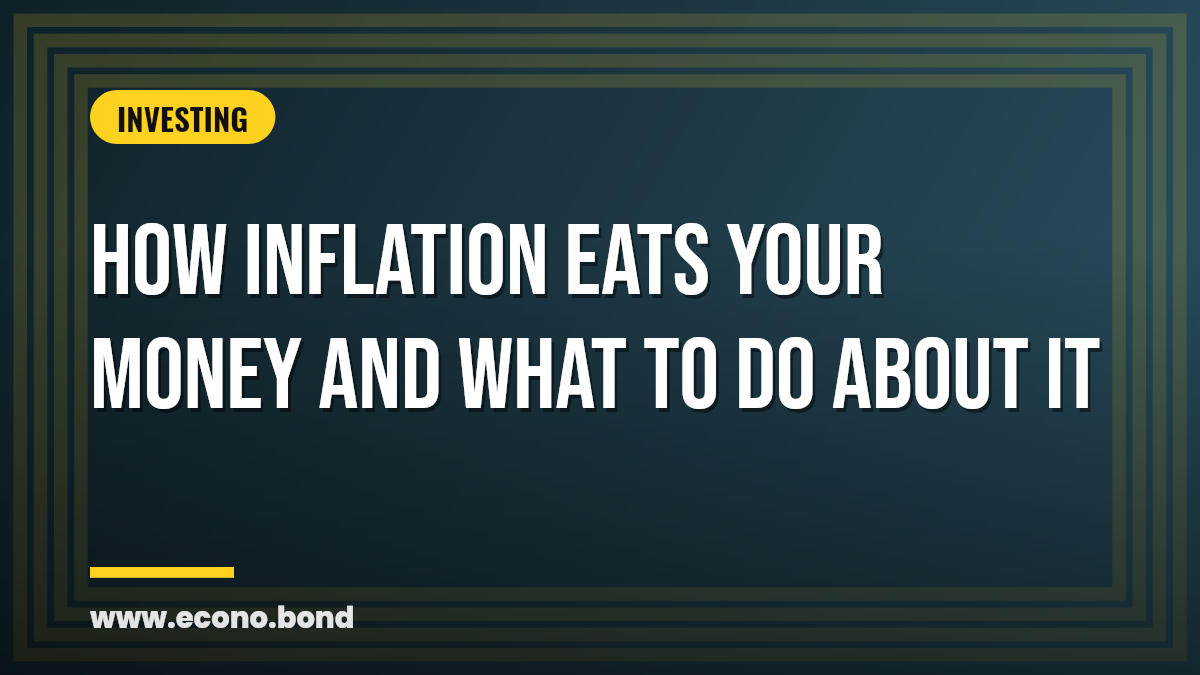 INVESTING
HOW INFLATION EATS YOUR
MONEY AND WHAT TO DO ABOUT IT
www.econo.bond